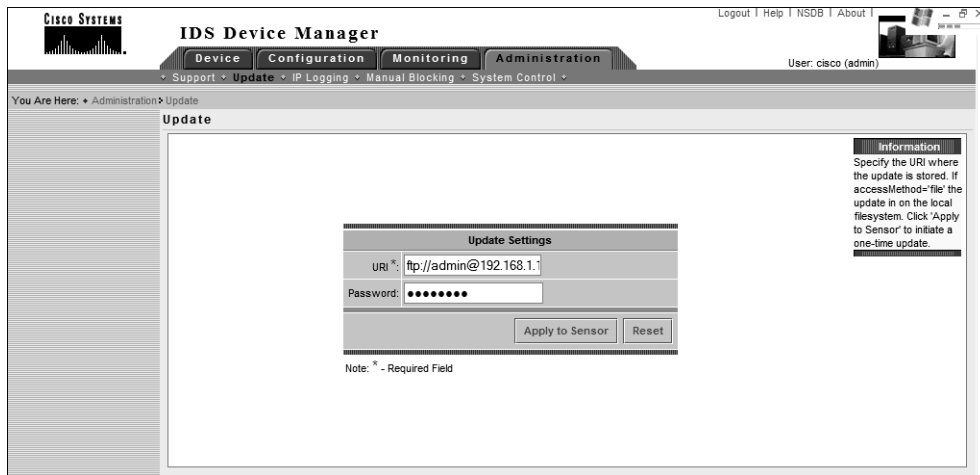 CISCO SYSTEMS
Logout | Help | NSDB | About |
IDS Device Manager
Device Configuration Monitoring Administration
User: cisco (admin)
Support Update IP Logging Manual Blocking System Control
You Are Here: Administration Update
Update
Information
Specify the URI where
the update is stored. If
accessMethod='file' the
update in on the local
filesystem. Click 'Apply
to Sensor' to initiate a
one-time update.
Update Settings
URI *: ftp://admin@192.168.1.1
Password: ●●●●●●●●
Apply to Sensor Reset
Note: * - Required Field